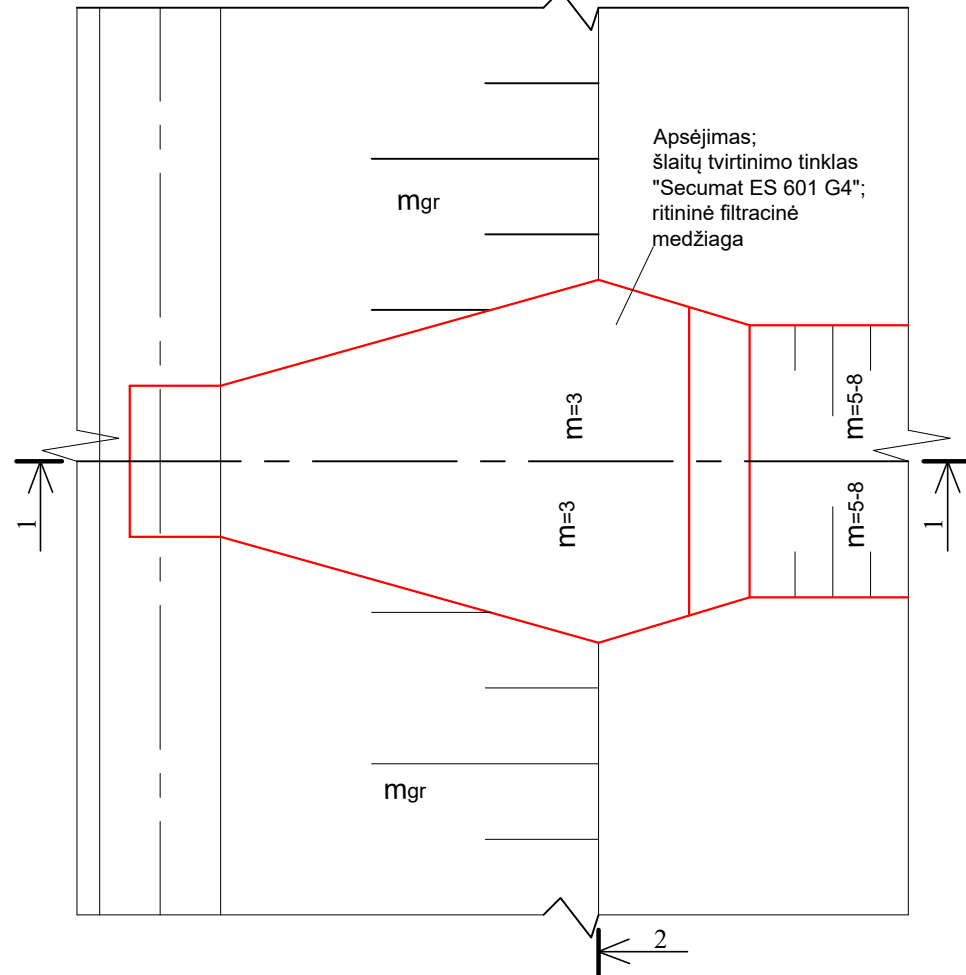 Apsėjimas;
šlaitų tvirtinimo tinklas
"Secumat ES 601 G4";
ritininė filtracinė
medžiaga
mgr
m=3
m=5-8
1
1
m=3
m=5-8
mgr
2